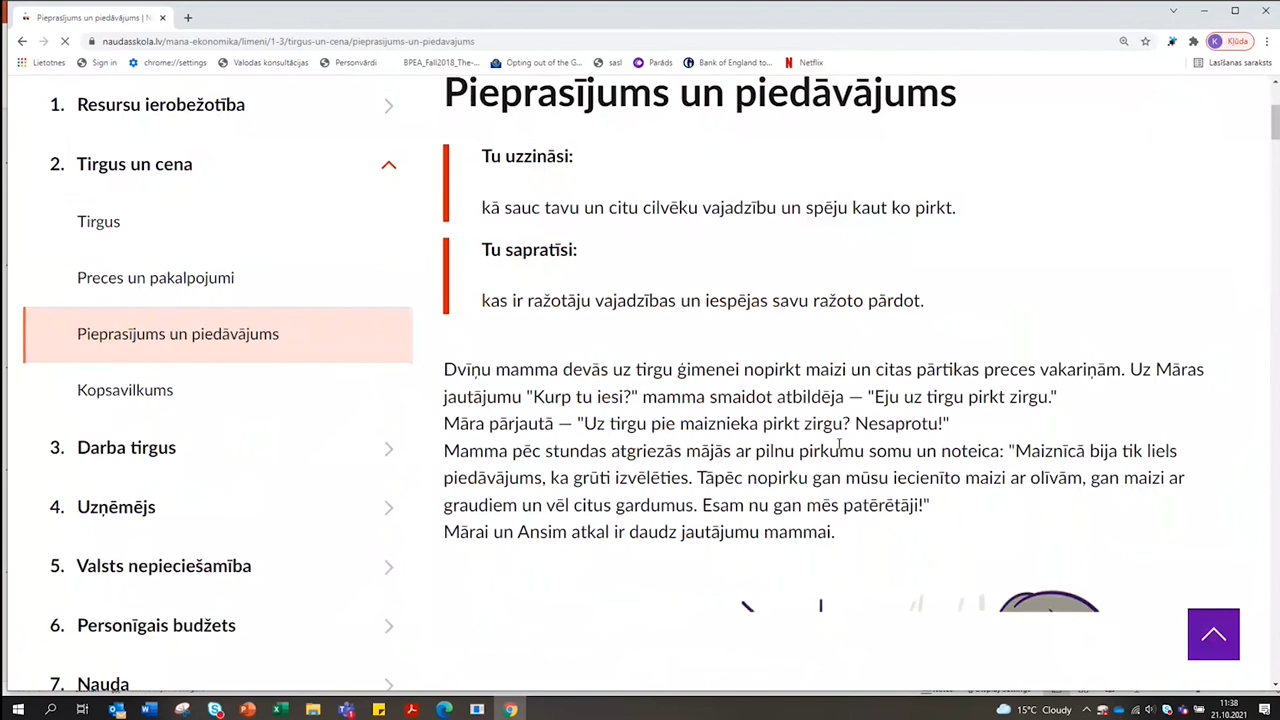 Pieprasījums un piedāvājums | N
naudasskola.lv/mana-ekonomika/limeni/1-3/tirgus-un-cena/pieprasijums-un-piedavajums
K Kļūda
Lietotnes Sign in chrome://settings Valodas konsultācijas Personvārdi BPEA_Fall2018_The-... Opting out of the G... sasl Parāds Bank of England to... Netflix Lasīšanas saraksts
1. Resursu ierobežotība
2. Tirgus un cena
Tirgus
Preces un pakalpojumi
Pieprasījums un piedāvājums
Kopsavilkums
3. Darba tirgus
4. Uzņēmējs
5. Valsts nepieciešamība
6. Personīgais budžets
7. Nauda
Pieprasījums un piedāvājums
Tu uzzināsi:
kā sauc tavu un citu cilvēku vajadzību un spēju kaut ko pirkt.
Tu sapratīsi:
kas ir ražotāju vajadzības un iespējas savu ražoto pārdot.
Dvīņu mamma devās uz tirgu ģimenei nopirkt maizi un citas pārtikas preces vakariņām. Uz Māras
jautājumu "Kurp tu iesi?" mamma smaidot atbildēja — "Eju uz tirgu pirkt zirgu."
Māra pārjautā — "Uz tirgu pie maiznieka pirkt zirgu? Nesaprotu!"
Mamma pēc stundas atgriezās mājās ar pilnu pirkumu somu un noteica: "Maiznīcā bija tik liels
piedāvājums, ka grūti izvēlēties. Tāpēc nopirku gan mūsu iecienīto maizi ar olīvām, gan maizi ar
graudiem un vēl citus gardumus. Esam nu gan mēs patērētāji!"
Mārai un Ansim atkal ir daudz jautājumu mammai.
15°C Cloudy
11:38
21.10.2021